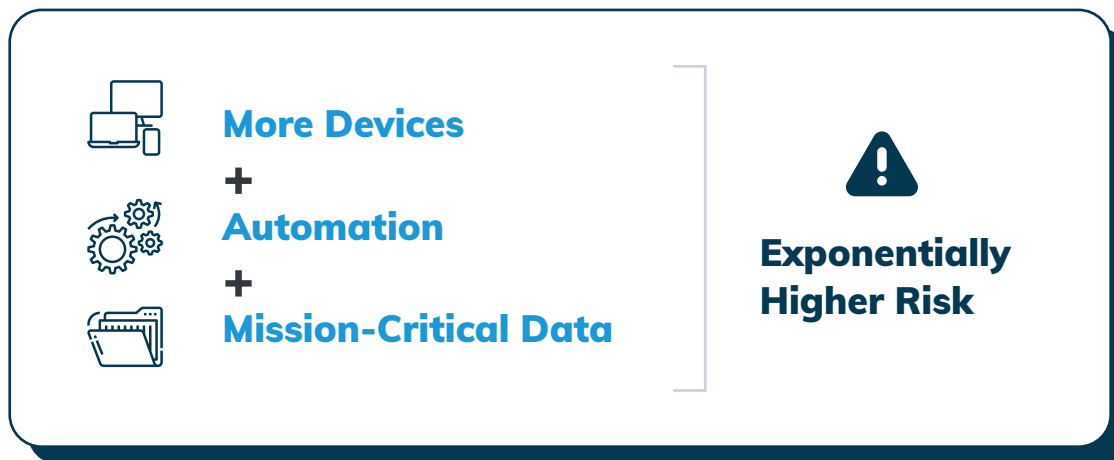 More Devices
+
Automation
+
Mission-Critical Data
Exponentially
Higher Risk